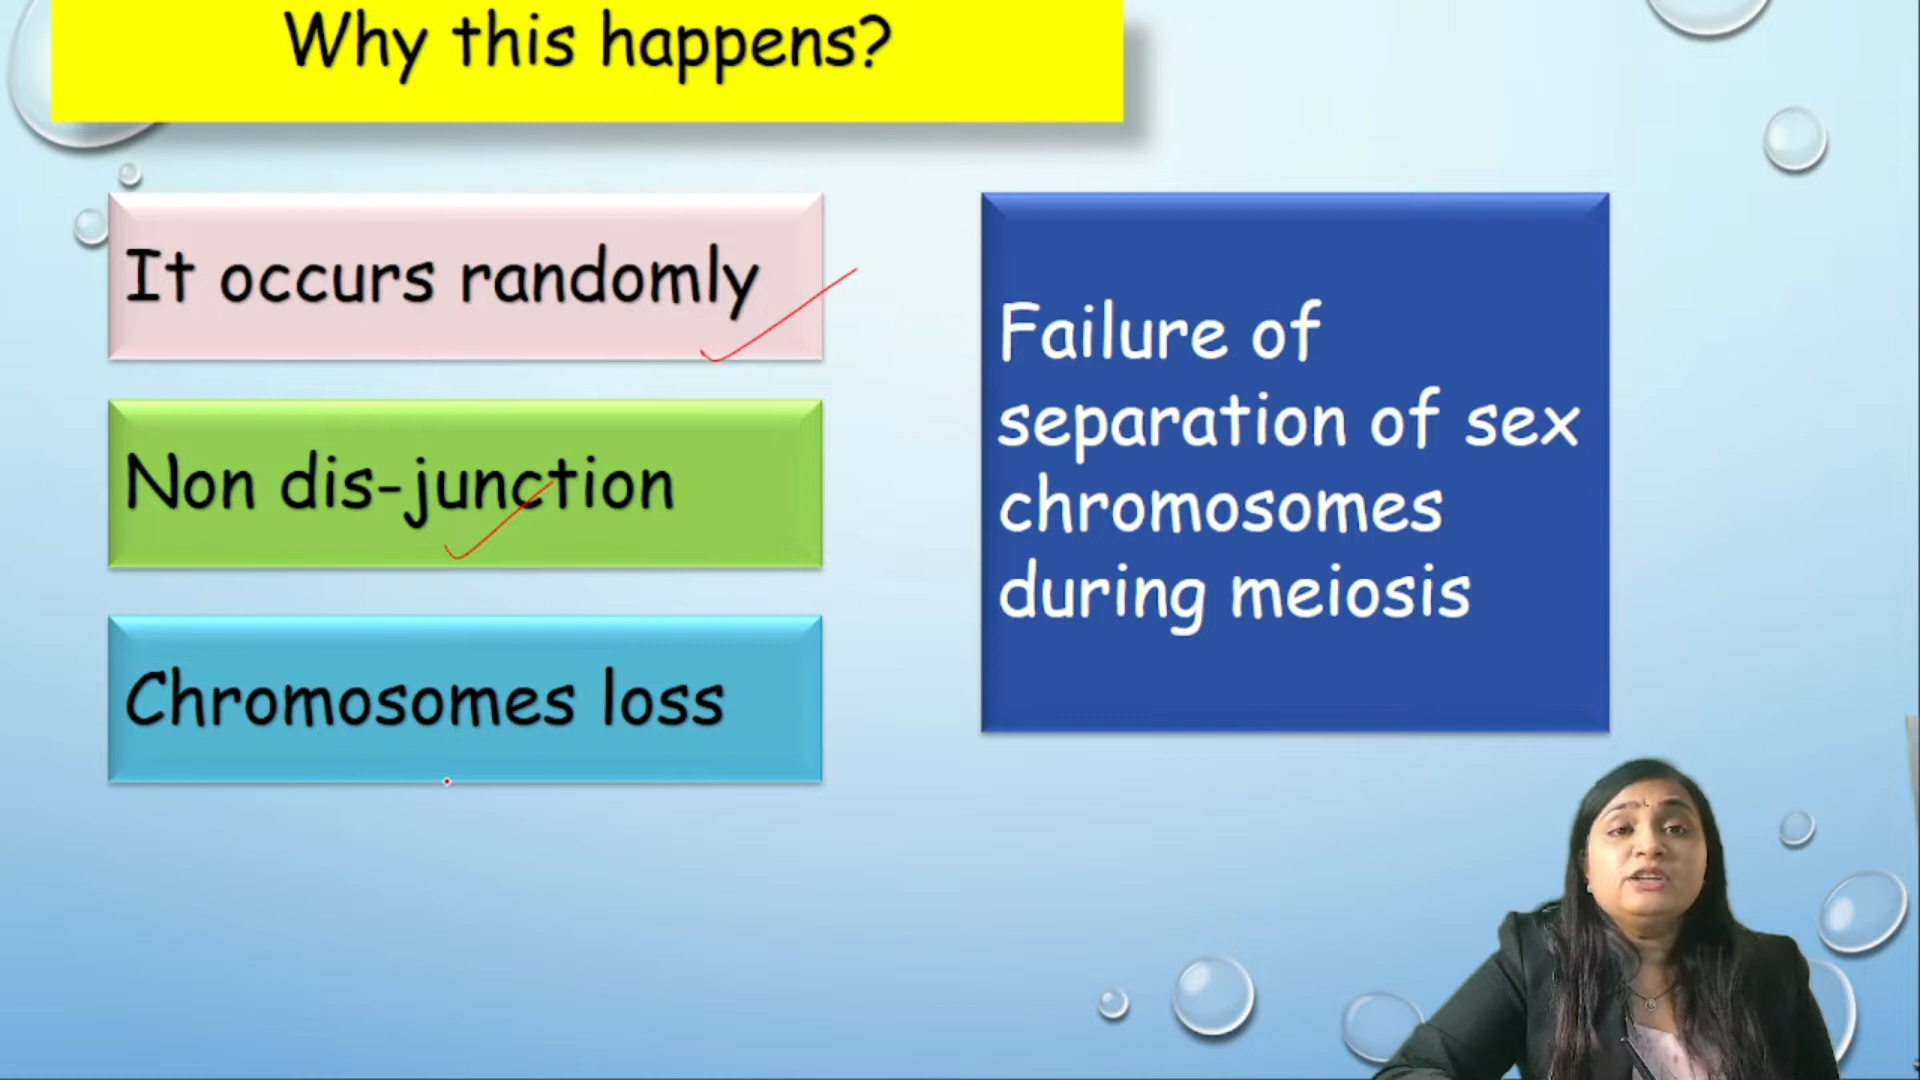 Why this happens?
It occurs randomly
Non dis-junction
Chromosomes loss
Failure of
separation of sex
chromosomes
during meiosis